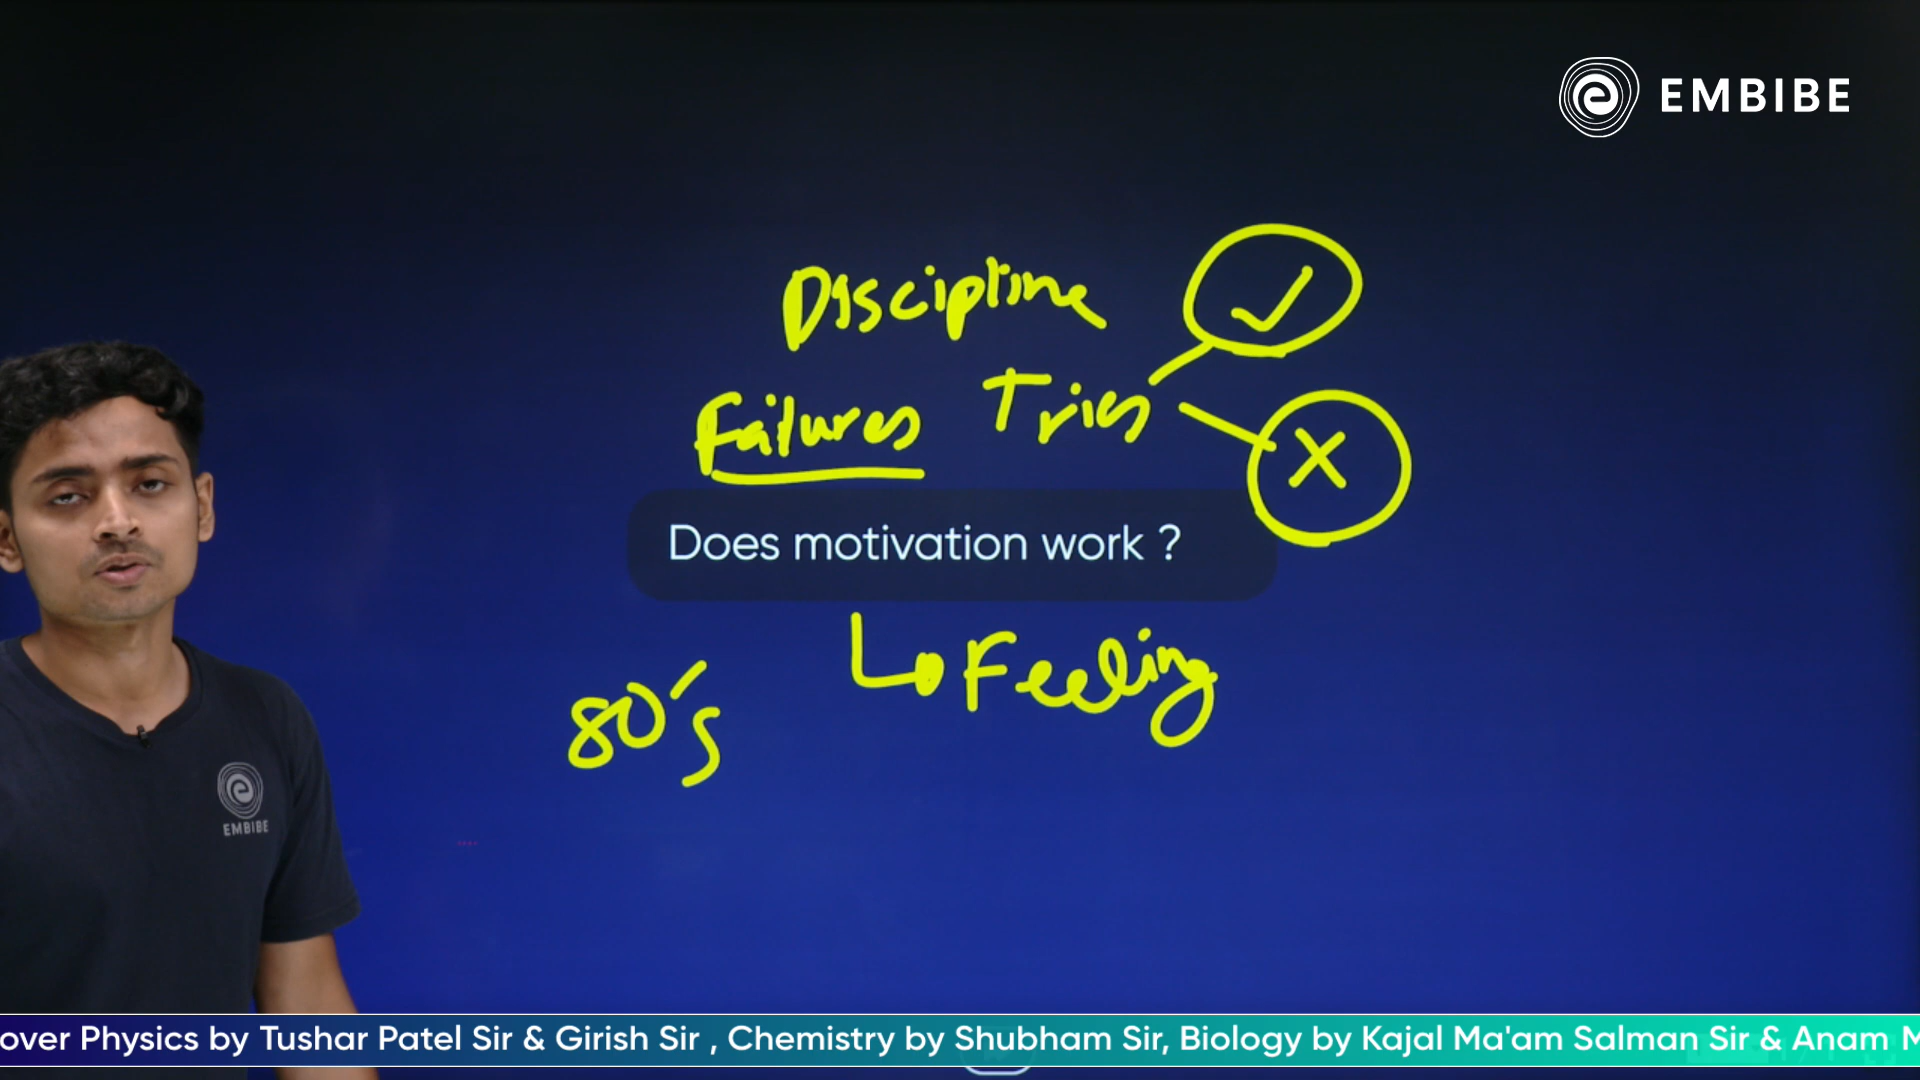 EMBIBE
Discipline
Failures Tries
Does motivation work ?
Feeling
80's
EMBIBE
over Physics by Tushar Patel Sir & Girish Sir , Chemistry by Shubham Sir, Biology by Kajal Ma'am Salman Sir & Anam M